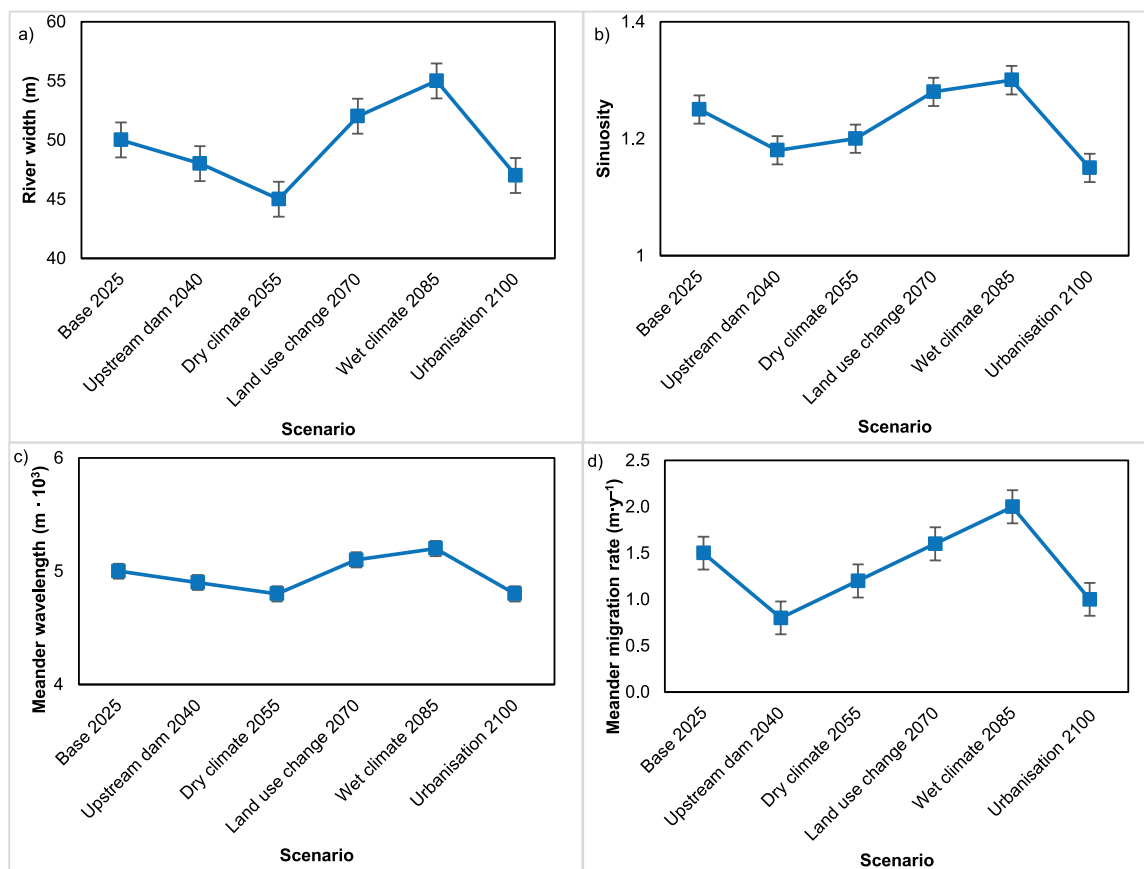 a)
River width (m)
60
55
50
45
40
Base 2025
Upstream dam 2040
Dry climate 2055
Land use change 2070
Wet climate 2085
Urbanisation 2100
Scenario
b)
Sinuosity
1.4
1.2
1
Base 2025
Upstream dam 2040
Dry climate 2055
Land use change 2070
Wet climate 2085
Urbanisation 2100
Scenario
c)
Meander wavelength (m · 10³)
6
5
4
Base 2025
Upstream dam 2040
Dry climate 2055
Land use change 2070
Wet climate 2085
Urbanisation 2100
Scenario
d)
Meander migration rate (m·y⁻¹)
2.5
2.0
1.5
1.0
0.5
0.0
Base 2025
Upstream dam 2040
Dry climate 2055
Land use change 2070
Wet climate 2085
Urbanisation 2100
Scenario